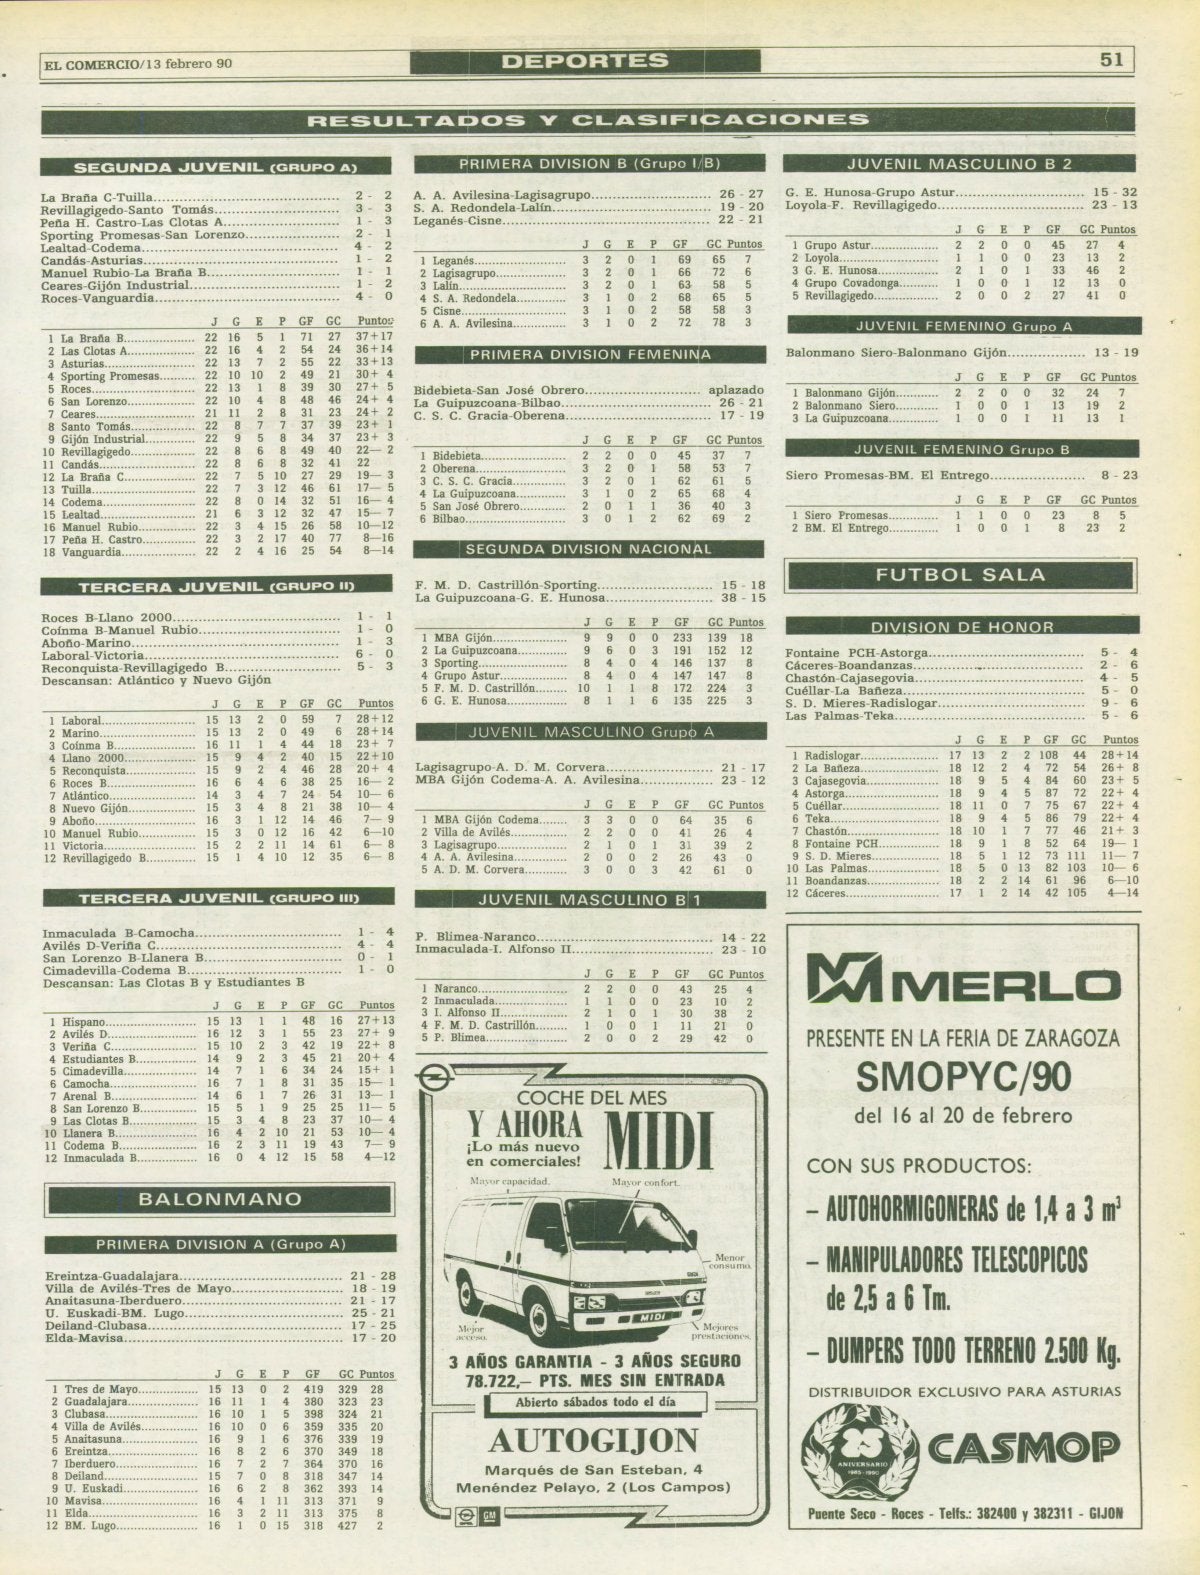 EL COMERCIO/13 febrero 90
DEPORTES
51
RESULTADOS Y CLASIFICACIONES
SEGUNDA JUVENIL (GRUPO A)
La Braña C-Tuilla 2 - 2
Revillagigedo-Santo Tomás 3 - 3
Peña H. Castro-Las Clotas A 1 - 3
Sporting Promesas-San Lorenzo 2 - 1
Lealtad-Codema 4 - 2
Candás-Asturias 1 - 2
Manuel Rubio-La Braña B 1 - 1
Ceares-Gijón Industrial 1 - 2
Roces-Vanguardia 4 - 0
J G E P GF GC Puntos
1 La Braña B 22 16 5 1 71 27 37+17
2 Las Clotas A 22 16 4 2 54 24 36+14
3 Asturias 22 13 7 2 55 22 33+13
4 Sporting Promesas 22 10 10 2 49 21 30+ 4
5 Roces 22 13 1 8 39 30 27+ 5
6 San Lorenzo 22 10 4 8 48 46 24+ 4
7 Ceares 21 11 2 8 31 23 24+ 2
8 Santo Tomás 22 8 7 7 37 39 23+ 1
9 Gijón Industrial 22 9 5 8 34 37 23+ 3
10 Revillagigedo 22 8 6 8 49 40 22— 2
11 Candás 22 8 6 8 32 41 22
12 La Braña C 22 7 5 10 27 29 19— 3
13 Tuilla 22 7 3 12 46 61 17— 5
14 Codema 22 8 0 14 32 51 16— 4
15 Lealtad 21 6 3 12 32 47 15— 7
16 Manuel Rubio 22 3 4 15 26 58 10—12
17 Peña H. Castro 22 3 2 17 40 77 8—16
18 Vanguardia 22 2 4 16 25 54 8—14
TERCERA JUVENIL (GRUPO II)
Roces B-Llano 2000 1 - 1
Coínma B-Manuel Rubio 1 - 0
Aboño-Marino 1 - 3
Laboral-Victoria 6 - 0
Reconquista-Revillagigedo B 5 - 3
Descansan: Atlántico y Nuevo Gijón
J G E P GF GC Puntos
1 Laboral 15 13 2 0 59 7 28+12
2 Marino 15 13 2 0 49 6 28+14
3 Coínma B 16 11 1 4 44 18 23+ 7
4 Llano 2000 15 9 4 2 40 15 22+10
5 Reconquista 15 9 2 4 46 28 20+ 4
6 Roces B 16 6 4 6 38 25 16— 2
7 Atlántico 14 3 4 7 24 54 10— 6
8 Nuevo Gijón 15 3 4 8 21 38 10— 4
9 Aboño 16 3 1 12 14 46 7— 9
10 Manuel Rubio 15 3 0 12 16 42 6—10
11 Victoria 15 2 2 11 14 61 6— 8
12 Revillagigedo B 15 1 4 10 12 35 6— 8
TERCERA JUVENIL (GRUPO III)
Inmaculada B-Camocha 1 - 4
Avilés D-Veriña C 4 - 4
San Lorenzo B-Llanera B 0 - 1
Cimadevilla-Codema B 1 - 0
Descansan: Las Clotas B y Estudiantes B
J G E P GF GC Puntos
1 Hispano 15 13 1 1 48 16 27+13
2 Avilés D 16 12 3 1 55 23 27+ 9
3 Veriña C 15 10 2 3 42 19 22+ 8
4 Estudiantes B 14 9 2 3 45 21 20+ 4
5 Cimadevilla 14 7 1 6 34 24 15+ 1
6 Camocha 16 7 1 8 31 35 15— 1
7 Arenal B 14 6 1 7 26 31 13— 1
8 San Lorenzo B 15 5 1 9 25 25 11— 5
9 Las Clotas B 15 3 4 8 23 37 10— 4
10 Llanera B 16 4 2 10 21 53 10— 4
11 Codema B 16 2 3 11 19 43 7— 9
12 Inmaculada B 16 0 4 12 15 58 4—12
BALONMANO
PRIMERA DIVISION A (Grupo A)
Ereintza-Guadalajara 21 - 28
Villa de Avilés-Tres de Mayo 18 - 19
Anaitasuna-Iberduero 21 - 17
U. Euskadi-BM. Lugo 25 - 21
Deiland-Clubasa 17 - 25
Elda-Mavisa 17 - 20
J G E P GF GC Puntos
1 Tres de Mayo 15 13 0 2 419 329 28
2 Guadalajara 16 11 1 4 380 323 23
3 Clubasa 16 10 1 5 398 324 21
4 Villa de Avilés 16 10 0 6 359 335 20
5 Anaitasuna 16 9 1 6 376 339 19
6 Ereintza 16 8 2 6 370 349 18
7 Iberduero 16 7 2 7 364 370 16
8 Deiland 15 7 0 8 318 347 14
9 U. Euskadi 16 6 2 8 362 393 14
10 Mavisa 16 4 1 11 313 371 9
11 Elda 16 3 2 11 313 375 8
12 BM. Lugo 16 1 0 15 318 427 2
PRIMERA DIVISION B (Grupo I/B)
A. A. Avilesina-Lagisagrupo 26 - 27
S. A. Redondela-Lalín 19 - 20
Leganés-Cisne 22 - 21
J G E P GF GC Puntos
1 Leganés 3 2 0 1 69 65 7
2 Lagisagrupo 3 2 0 1 66 72 6
3 Lalín 3 2 0 1 63 58 5
4 S. A. Redondela 3 1 0 2 68 65 5
5 Cisne 3 1 0 2 58 58 3
6 A. A. Avilesina 3 1 0 2 72 78 3
PRIMERA DIVISION FEMENINA
Bidebieta-San José Obrero aplazado
La Guipuzcoana-Bilbao 26 - 21
C. S. C. Gracia-Oberena 17 - 19
J G E P GF GC Puntos
1 Bidebieta 2 2 0 0 45 37 7
2 Oberena 3 2 0 1 58 53 7
3 C. S. C. Gracia 3 2 0 1 62 61 5
4 La Guipuzcoana 3 1 0 2 65 68 4
5 San José Obrero 2 0 1 1 36 40 3
6 Bilbao 3 0 1 2 62 69 2
SEGUNDA DIVISION NACIONAL
F. M. D. Castrillón-Sporting 15 - 18
La Guipuzcoana-G. E. Hunosa 38 - 15
J G E P GF GC Puntos
1 MBA Gijón 9 9 0 0 233 139 18
2 La Guipuzcoana 9 6 0 3 191 152 12
3 Sporting 8 4 0 4 146 137 8
4 Grupo Astur 8 4 0 4 147 147 8
5 F. M. D. Castrillón 10 1 1 8 172 224 3
6 G. E. Hunosa 8 1 1 6 135 225 3
JUVENIL MASCULINO Grupo A
Lagisagrupo-A. D. M. Corvera 21 - 17
MBA Gijón Codema-A. A. Avilesina 23 - 12
J G E P GF GC Puntos
1 MBA Gijón Codema 3 3 0 0 64 35 6
2 Villa de Avilés 2 2 0 0 41 26 4
3 Lagisagrupo 2 1 0 1 31 39 2
4 A. A. Avilesina 2 0 0 2 26 43 0
5 A. D. M. Corvera 3 0 0 3 42 61 0
JUVENIL MASCULINO B 1
P. Blimea-Naranco 14 - 22
Inmaculada-I. Alfonso II 23 - 10
J G E P GF GC Puntos
1 Naranco 2 2 0 0 43 25 4
2 Inmaculada 1 1 0 0 23 10 2
3 I. Alfonso II 2 1 0 1 30 38 2
4 F. M. D. Castrillón 1 0 0 1 11 21 0
5 P. Blimea 2 0 0 2 29 42 0
COCHE DEL MES
Y AHORA MIDI
¡Lo más nuevo
en comerciales!
Mayor capacidad.
Mayor confort.
Menor
consumo.
MIDI
Mejor
acceso.
Mejores
prestaciones.
3 AÑOS GARANTIA - 3 AÑOS SEGURO
78.722,— PTS. MES SIN ENTRADA
Abierto sábados todo el día
AUTOGIJON
Marqués de San Esteban, 4
Menéndez Pelayo, 2 (Los Campos)
OPEL GM
JUVENIL MASCULINO B 2
G. E. Hunosa-Grupo Astur 15 - 32
Loyola-F. Revillagigedo 23 - 13
J G E P GF GC Puntos
1 Grupo Astur 2 2 0 0 45 27 4
2 Loyola 1 1 0 0 23 13 2
3 G. E. Hunosa 2 1 0 1 33 46 2
4 Grupo Covadonga 1 0 0 1 12 13 0
5 Revillagigedo 2 0 0 2 27 41 0
JUVENIL FEMENINO Grupo A
Balonmano Siero-Balonmano Gijón 13 - 19
J G E P GF GC Puntos
1 Balonmano Gijón 2 2 0 0 32 24 7
2 Balonmano Siero 1 0 0 1 13 19 2
3 La Guipuzcoana 1 0 0 1 11 13 1
JUVENIL FEMENINO Grupo B
Siero Promesas-BM. El Entrego 8 - 23
J G E P GF GC Puntos
1 Siero Promesas 1 1 0 0 23 8 5
2 BM. El Entrego 1 0 0 1 8 23 2
FUTBOL SALA
DIVISION DE HONOR
Fontaine PCH-Astorga 5 - 4
Cáceres-Boandanzas 2 - 6
Chastón-Cajasegovia 4 - 5
Cuéllar-La Bañeza 5 - 0
S. D. Mieres-Radislogar 9 - 6
Las Palmas-Teka 5 - 6
J G E P GF GC Puntos
1 Radislogar 17 13 2 2 108 44 28+14
2 La Bañeza 18 12 2 4 72 54 26+ 8
3 Cajasegovia 18 9 5 4 84 60 23+ 5
4 Astorga 18 9 4 5 87 72 22+ 4
5 Cuéllar 18 11 0 7 75 67 22+ 4
6 Teka 18 9 4 5 86 79 22+ 4
7 Chastón 18 10 1 7 77 46 21+ 3
8 Fontaine PCH 18 9 1 8 52 64 19— 1
9 S. D. Mieres 18 5 1 12 73 111 11— 7
10 Las Palmas 18 5 0 13 82 103 10— 6
11 Boandanzas 18 2 2 14 61 96 6—10
12 Cáceres 17 1 2 14 42 105 4—14
MERLO
PRESENTE EN LA FERIA DE ZARAGOZA
SMOPYC/90
del 16 al 20 de febrero
CON SUS PRODUCTOS:
– AUTOHORMIGONERAS de 1,4 a 3 m³
– MANIPULADORES TELESCOPICOS
de 2,5 a 6 Tm.
– DUMPERS TODO TERRENO 2.500 Kg.
DISTRIBUIDOR EXCLUSIVO PARA ASTURIAS
25
ANIVERSARIO
1965-1990
CASMOP
Puente Seco - Roces - Telfs.: 382400 y 382311 - GIJON